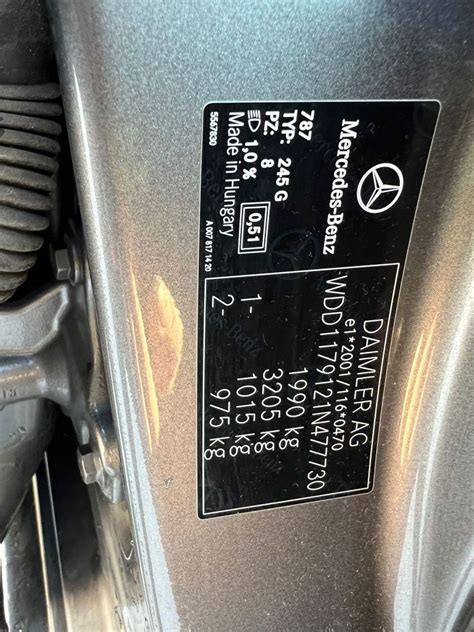 Mercedes-Benz
DAIMLER AG
e1*2001/116*0470
WDD1179121N477730
1990 kg
3205 kg
1- 1015 kg
2- 975 kg
787
TYP: 245 G
PZ: 8
1,0 % 0,51
Made in Hungary
5567830
A 007 817 14 20